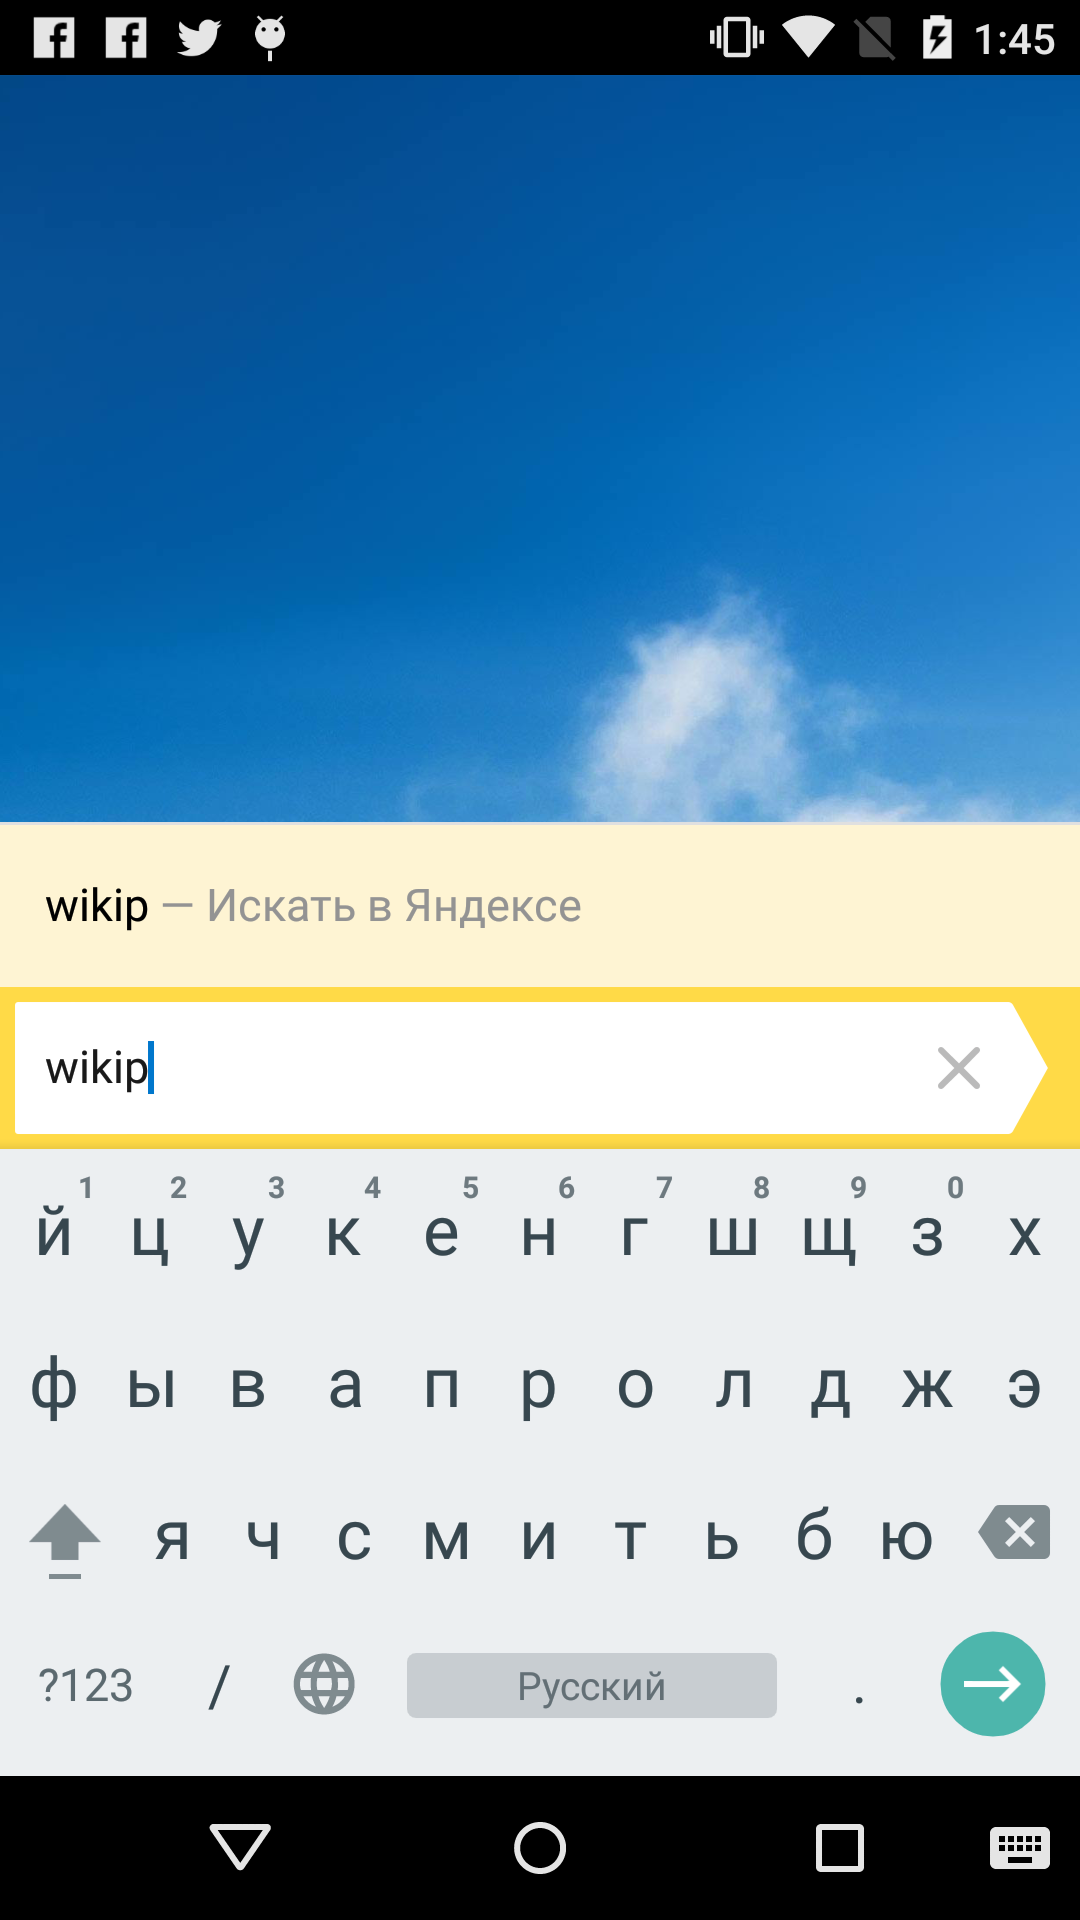 1:45
wikip — Искать в Яндексе
wikip
1 2 3 4 5 6 7 8 9 0
й ц у к е н г ш щ з х
ф ы в а п р о л д ж э
я ч с м и т ь б ю
?123 / Русский .